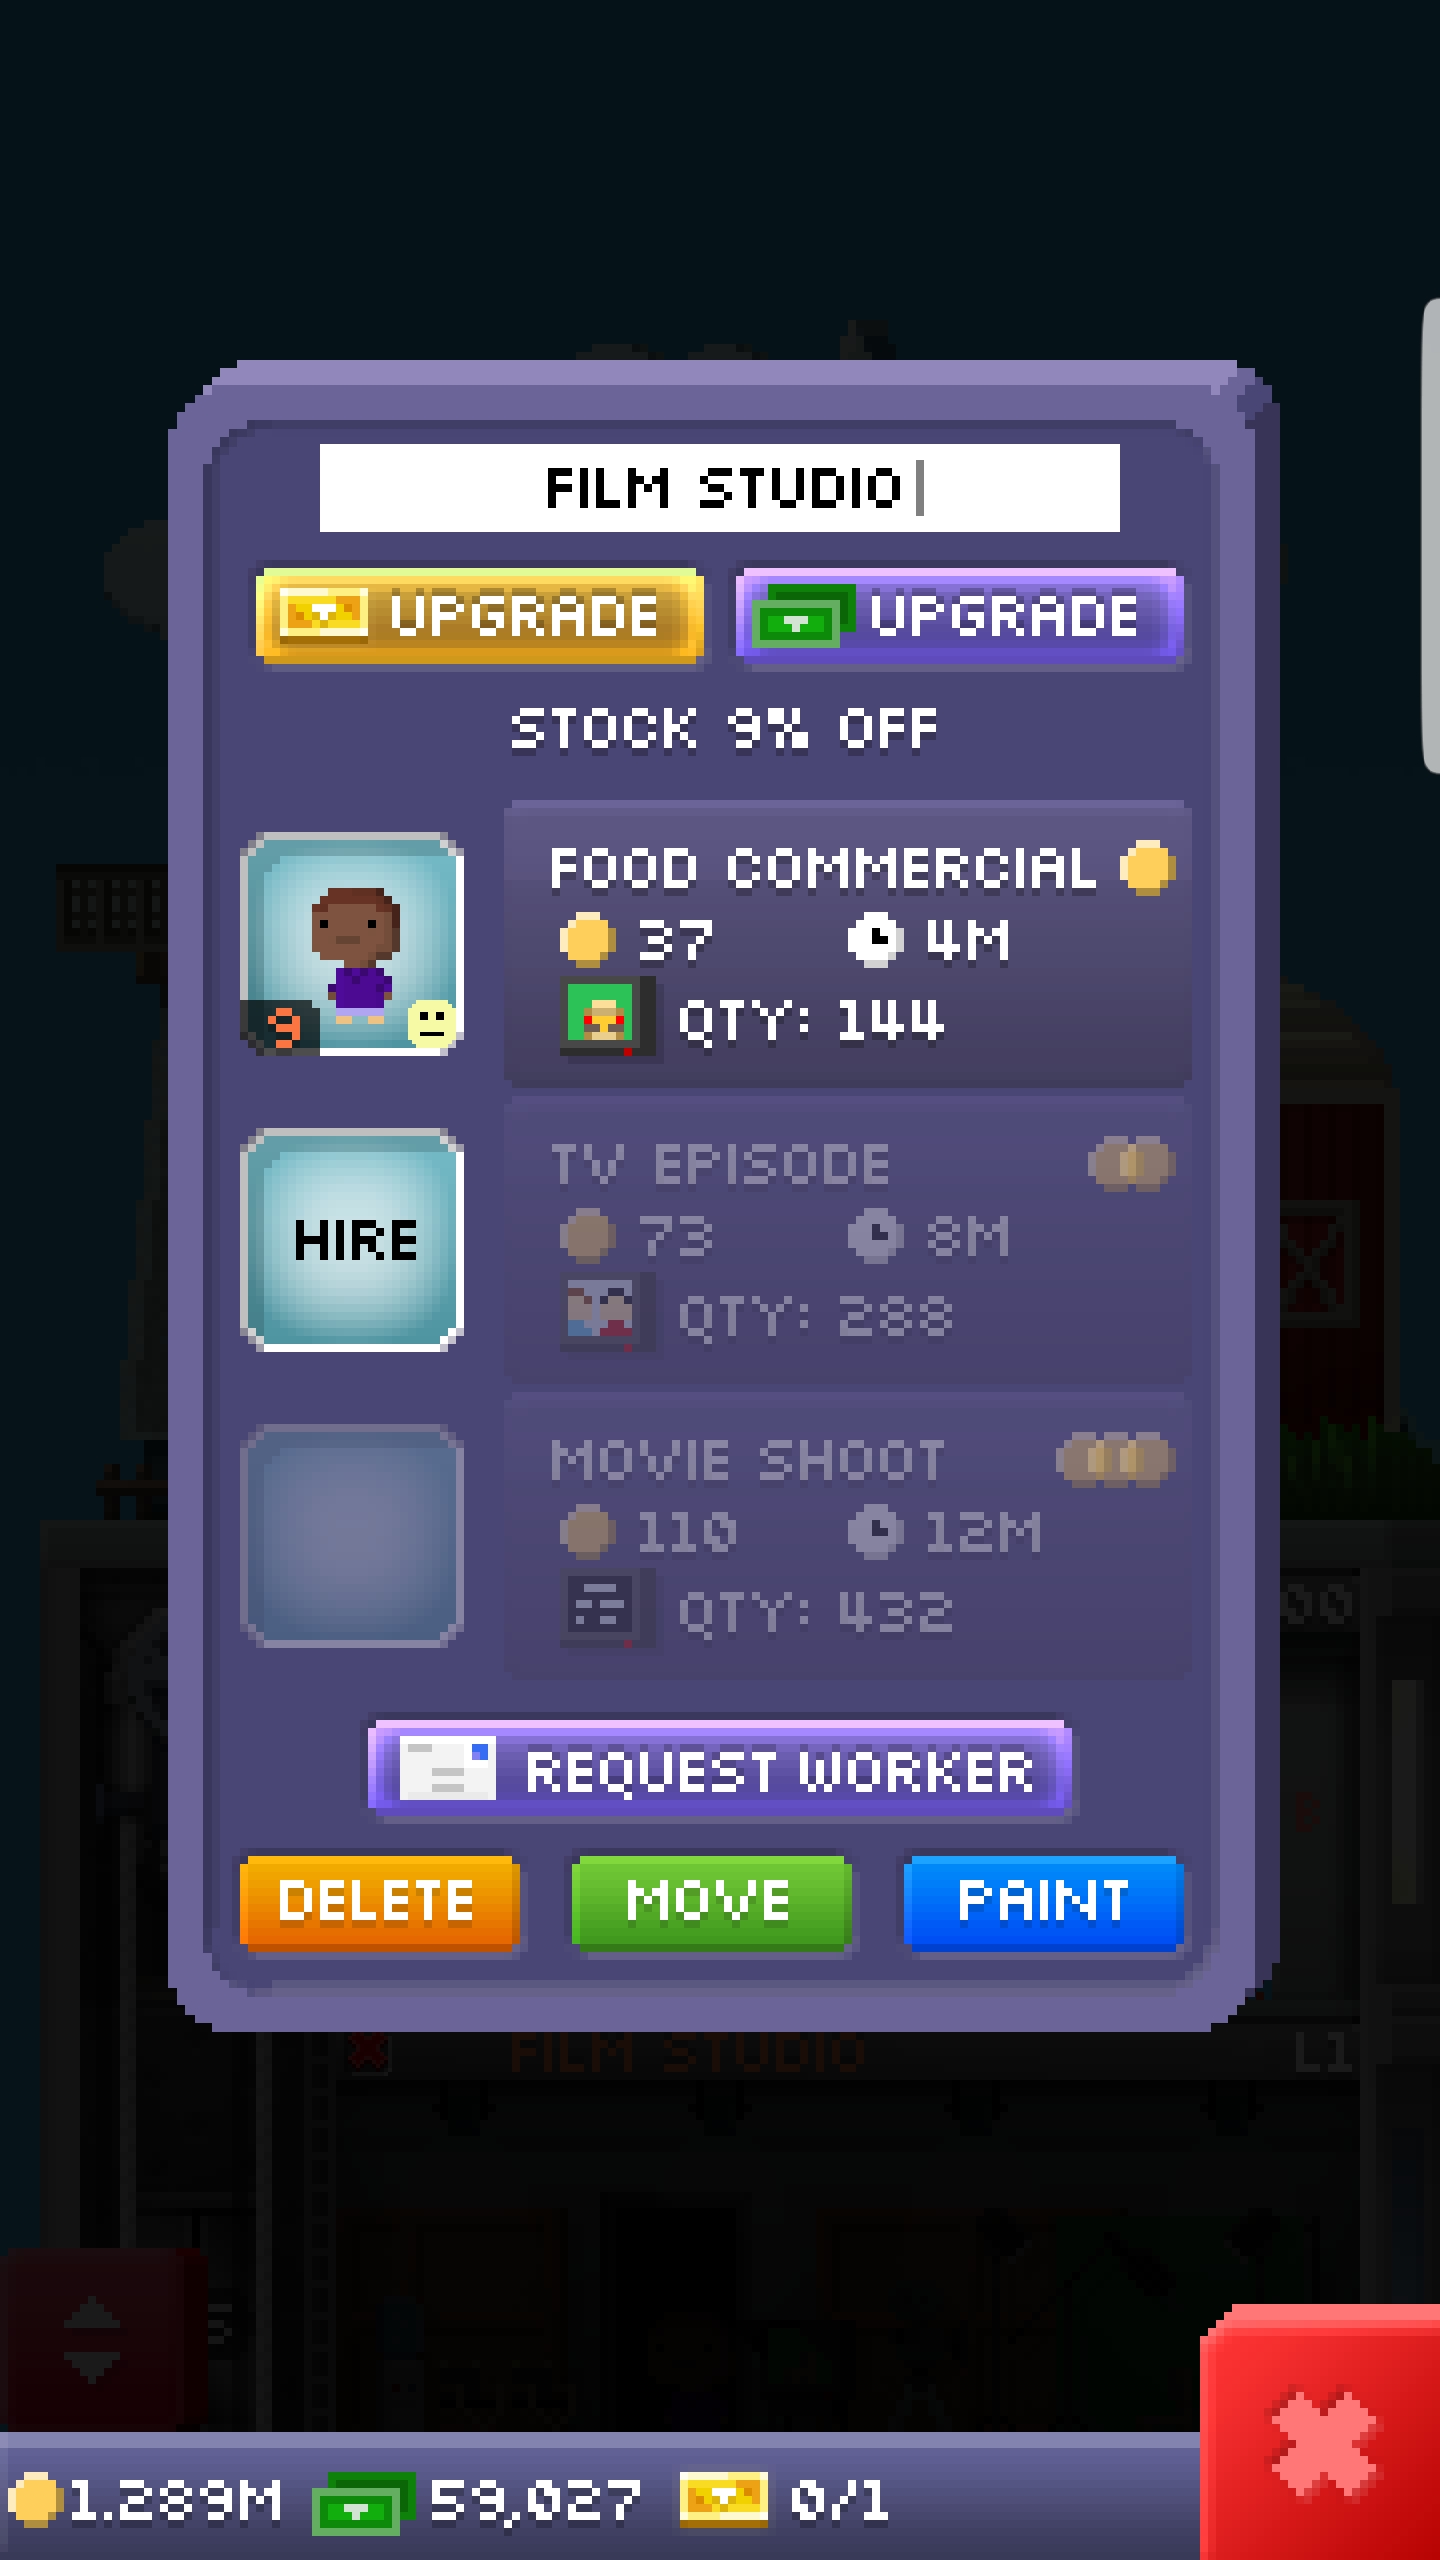 FILM STUDIO
UPGRADE
UPGRADE
STOCK 9% OFF
FOOD COMMERCIAL
37
4M
9
QTY: 144
TV EPISODE
HIRE
73
8M
QTY: 288
MOVIE SHOOT
110
12M
QTY: 432
REQUEST WORKER
DELETE
MOVE
PAINT
FILM STUDIO
L1
1.289M
59,027
0/1